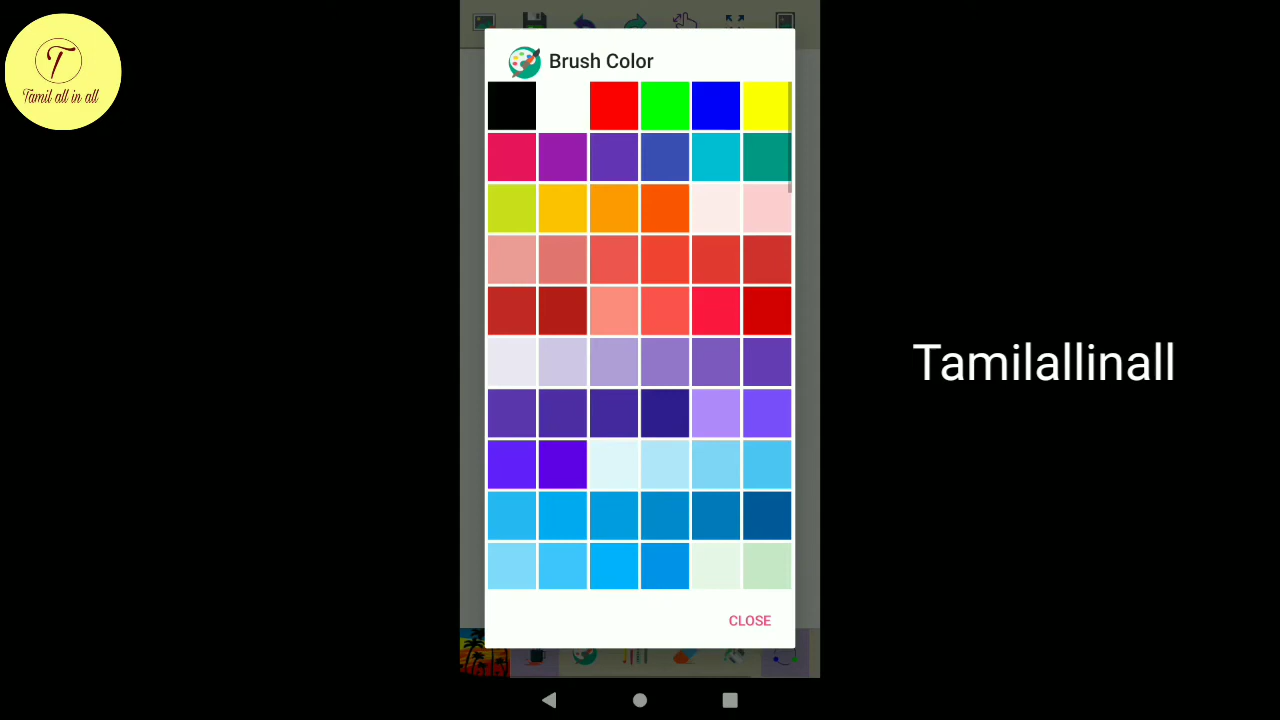 T
Tamil all in all
Brush Color
Tamilallinall
CLOSE